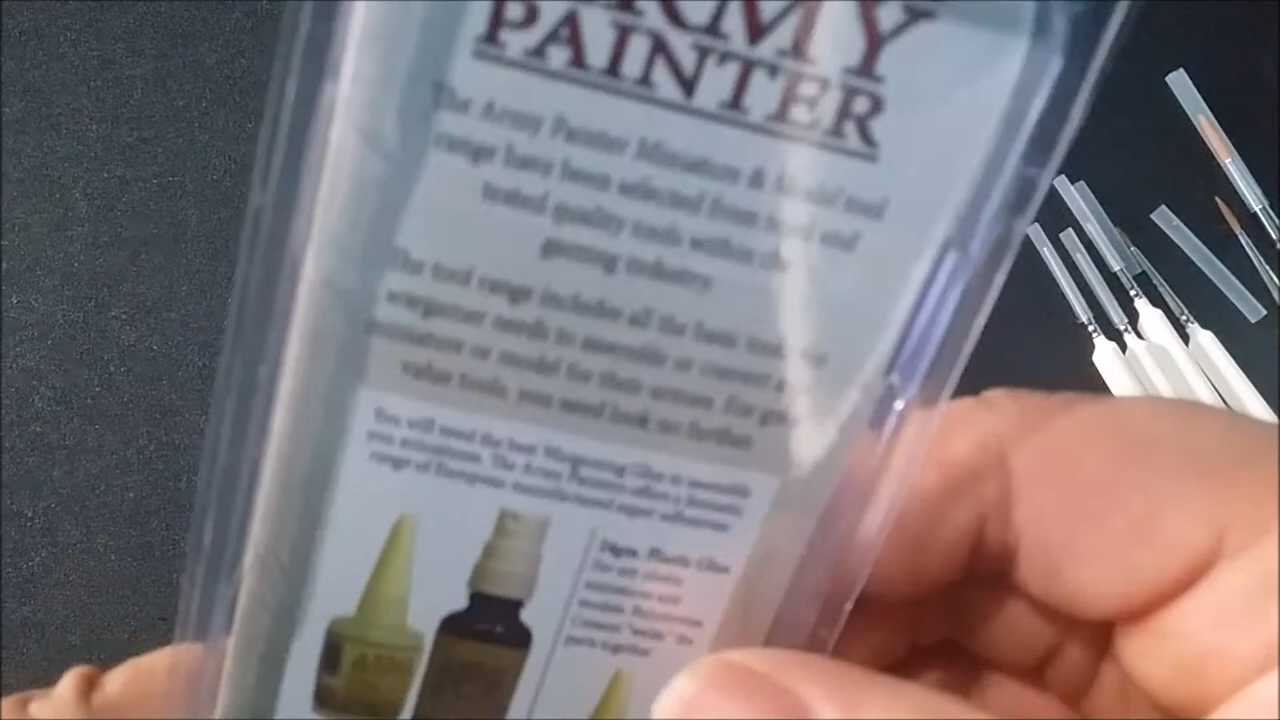 ARMY
PAINTER
The Army Painter Miniature & Model tool
range have been selected from tried and
tested quality tools within the
gaming industry.
The tool range includes all the basic tools
wargamer needs to assemble or convert a
miniature or model for their armies. For great
value tools, you need look no further
You will need the best Wargaming Glue to assemble
you miniatures. The Army Painter offers a fantastic
range of European manufactured super adhesives
Plastic Glue
For any plastic
miniatures and
models.
Cement "welds" the
parts together